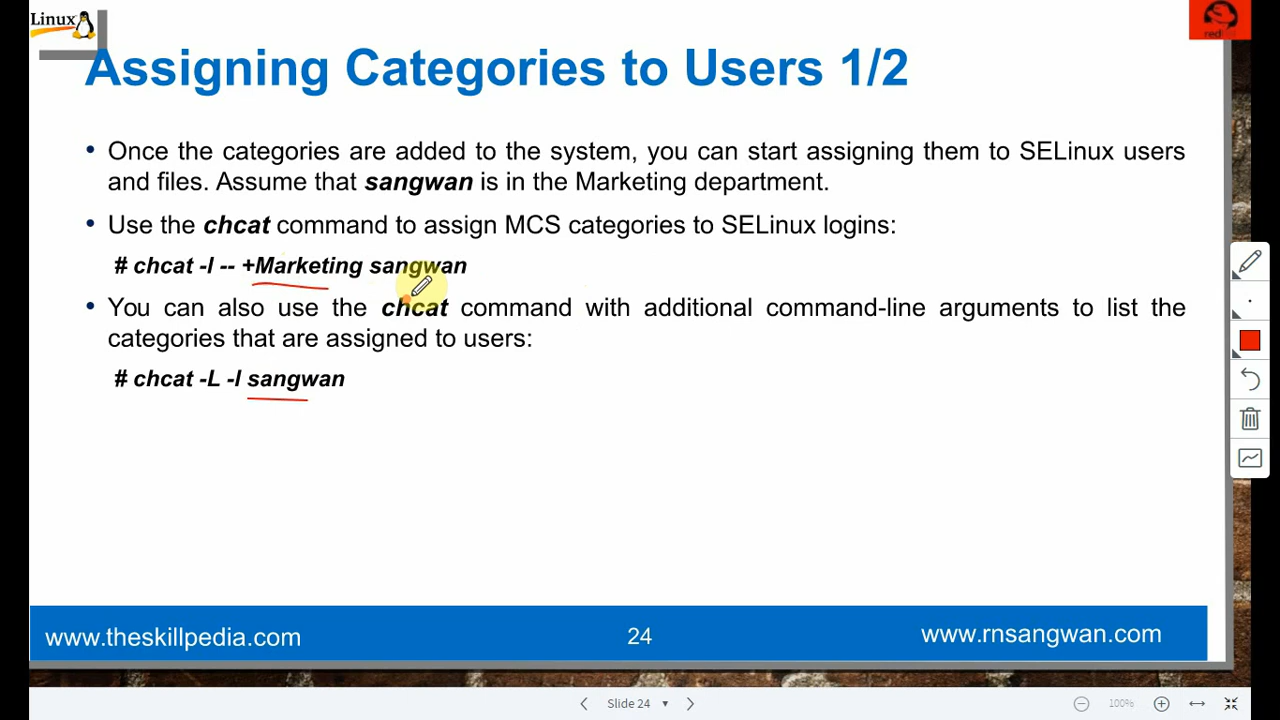 Linux
red
Assigning Categories to Users 1/2
• Once the categories are added to the system, you can start assigning them to SELinux users
and files. Assume that sangwan is in the Marketing department.
• Use the chcat command to assign MCS categories to SELinux logins:
# chcat -l -- +Marketing sangwan
• You can also use the chcat command with additional command-line arguments to list the
categories that are assigned to users:
# chcat -L -l sangwan
www.theskillpedia.com
24
www.rnsangwan.com
Slide 24
100%